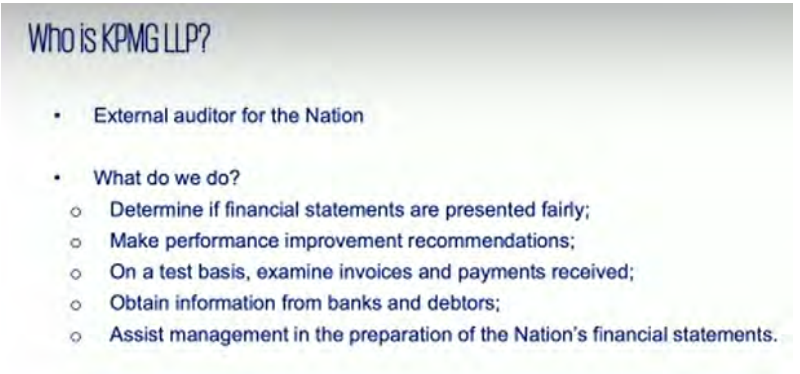 Who is KPMG LLP?
• External auditor for the Nation
• What do we do?
o Determine if financial statements are presented fairly;
o Make performance improvement recommendations;
o On a test basis, examine invoices and payments received;
o Obtain information from banks and debtors;
o Assist management in the preparation of the Nation's financial statements.